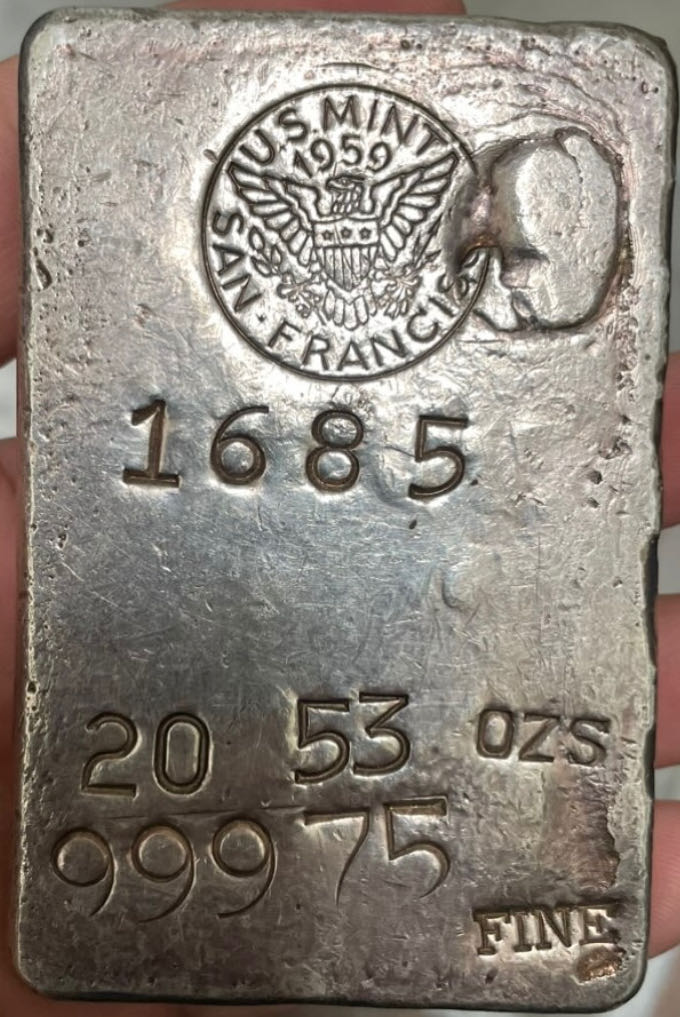 U.S. MINT
1959
SAN · FRANCIS
1685
20 53 OZS
999 75
FINE